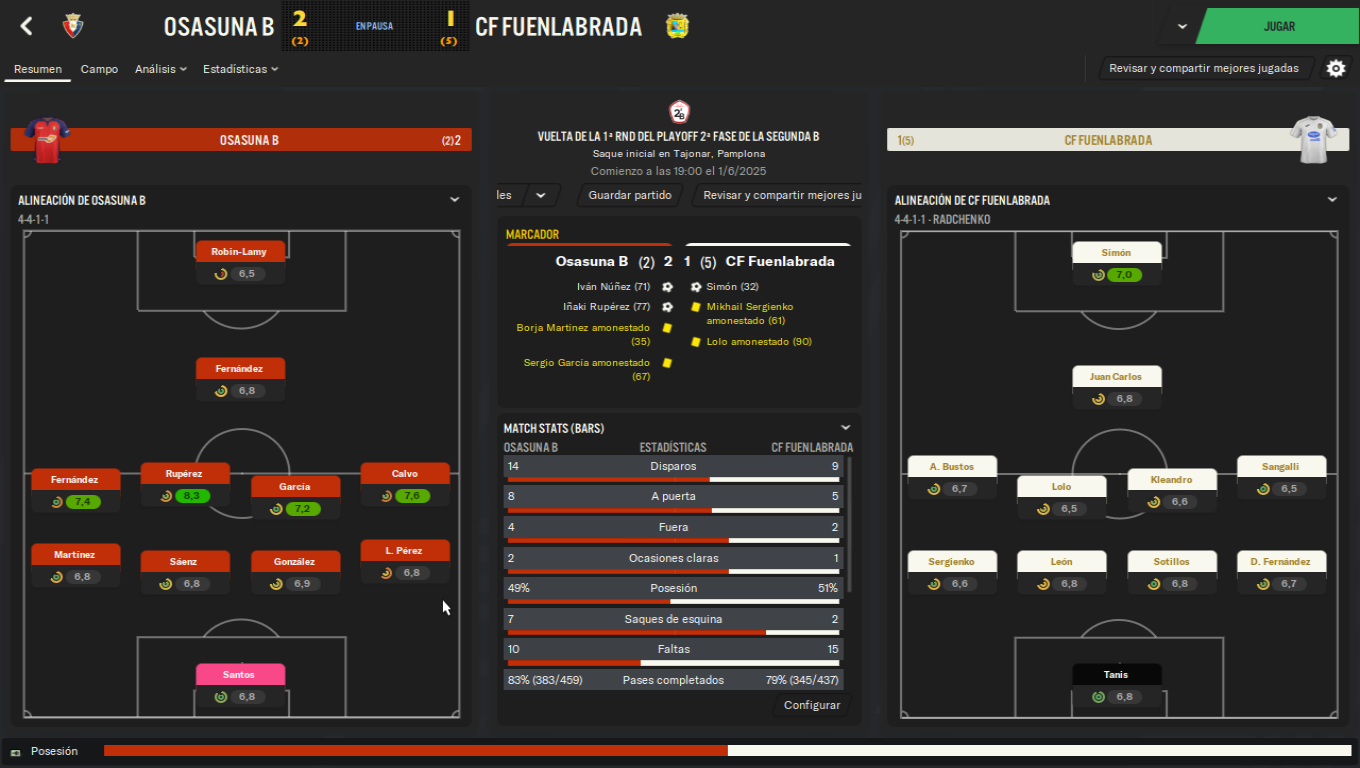 OSASUNA B
2
(2)
EN PAUSA
1
(5)
CF FUENLABRADA
JUGAR
Resumen
Campo
Análisis
Estadísticas
Revisar y compartir mejores jugadas
OSASUNA B
(2)2
ALINEACIÓN DE OSASUNA B
4-4-1-1
Robin-Lamy
6,5
Fernández
6,8
Fernández
7,4
Rupérez
8,3
García
7,2
Calvo
7,6
Martínez
6,8
Sáenz
6,8
González
6,9
L. Pérez
6,8
Santos
6,8
2ªB
VUELTA DE LA 1ª RND DEL PLAYOFF 2ª FASE DE LA SEGUNDA B
Saque inicial en Tajonar, Pamplona
Comienzo a las 19:00 el 1/6/2025
les
Guardar partido
Revisar y compartir mejores ju
MARCADOR
Osasuna B (2) 2
1 (5) CF Fuenlabrada
Iván Núñez (71)
Iñaki Rupérez (77)
Borja Martínez amonestado
(35)
Sergio García amonestado
(67)
Simón (32)
Mikhail Sergienko
amonestado (61)
Lolo amonestado (90)
MATCH STATS (BARS)
OSASUNA B ESTADÍSTICAS CF FUENLABRADA
14 Disparos 9
8 A puerta 5
4 Fuera 2
2 Ocasiones claras 1
49% Posesión 51%
7 Saques de esquina 2
10 Faltas 15
83% (383/459) Pases completados 79% (345/437)
Configurar
1(5)
CF FUENLABRADA
ALINEACIÓN DE CF FUENLABRADA
4-4-1-1 - RADCHENKO
Simón
7,0
Juan Carlos
6,8
A. Bustos
6,7
Lolo
6,5
Kleandro
6,6
Sangalli
6,5
Sergienko
6,6
León
6,8
Sotillos
6,8
D. Fernández
6,7
Tanis
6,8
Posesión